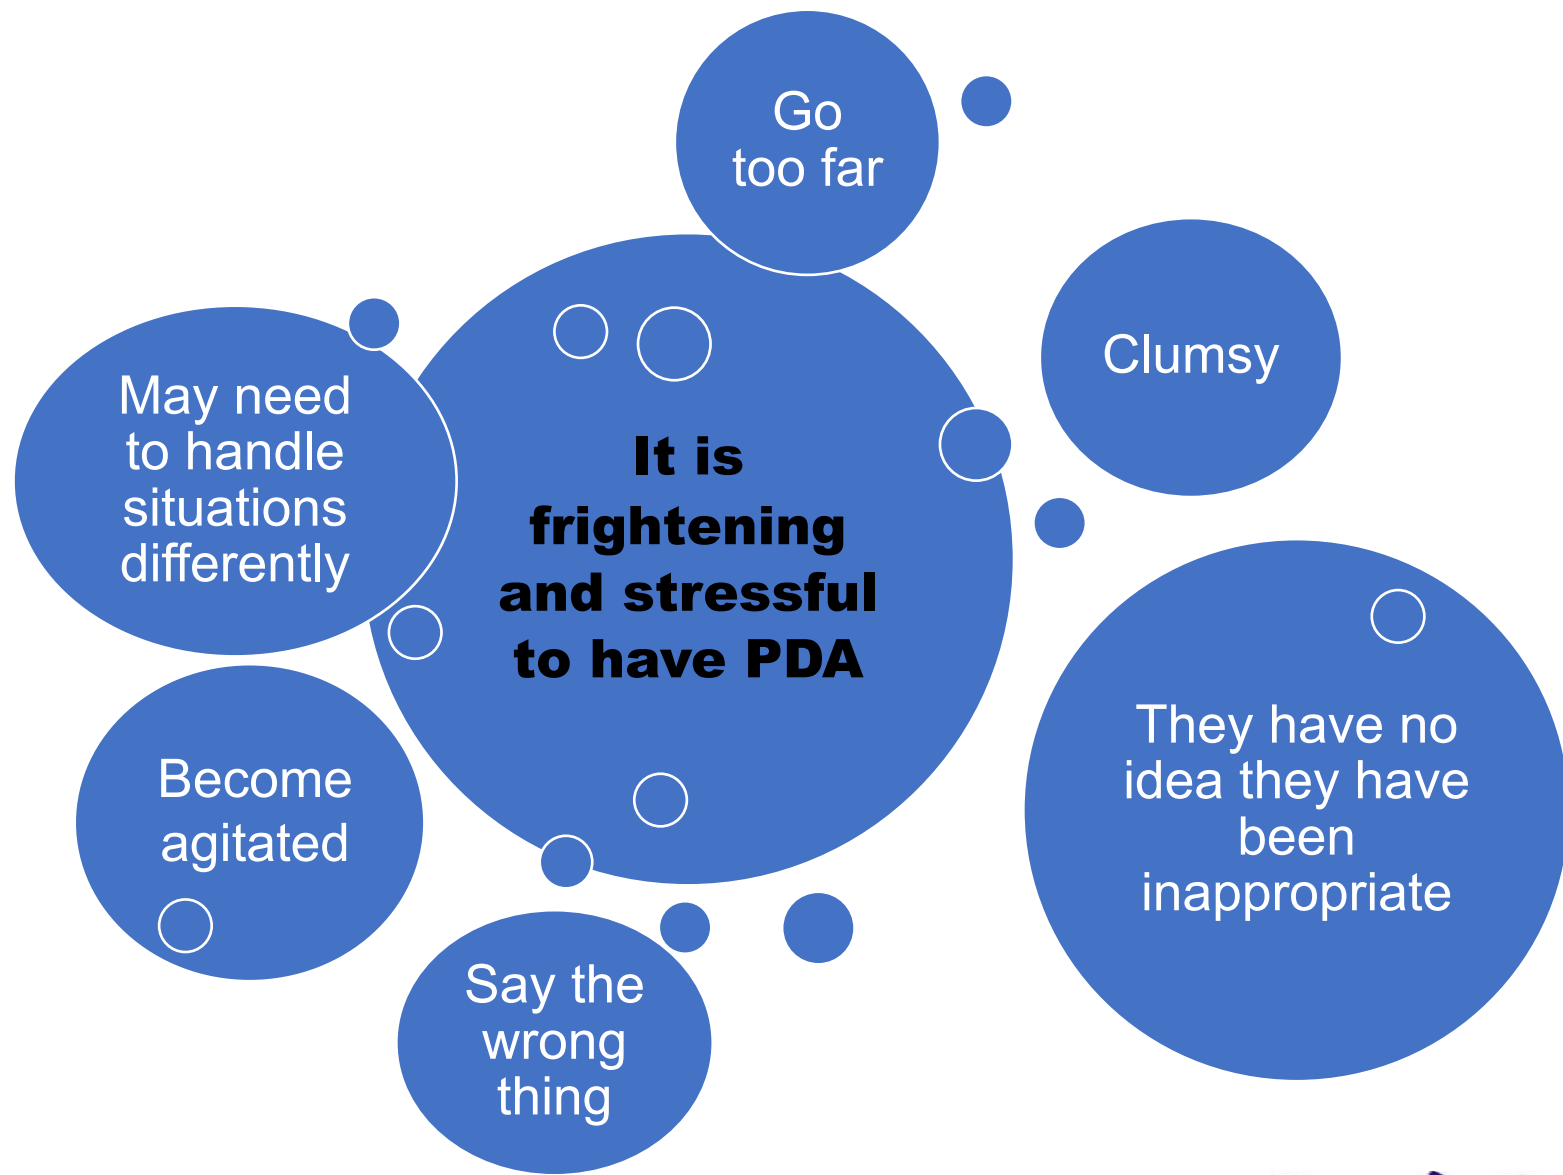 Go
too far
Clumsy
May need
to handle
situations
differently
It is
frightening
and stressful
to have PDA
They have no
idea they have
been
inappropriate
Become
agitated
Say the
wrong
thing